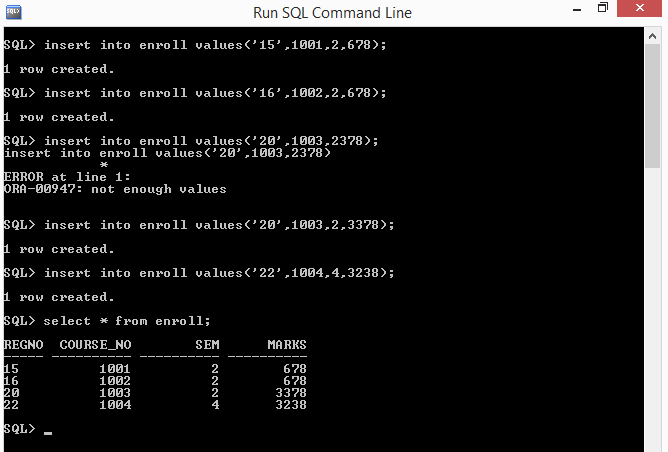 Run SQL Command Line
SQL> insert into enroll values('15',1001,2,678);
1 row created.
SQL> insert into enroll values('16',1002,2,678);
1 row created.
SQL> insert into enroll values('20',1003,2378);
insert into enroll values('20',1003,2378)
*
ERROR at line 1:
ORA-00947: not enough values
SQL> insert into enroll values('20',1003,2,3378);
1 row created.
SQL> insert into enroll values('22',1004,4,3238);
1 row created.
SQL> select * from enroll;
REGNO COURSE_NO SEM MARKS
----- ---------- ---------- ----------
15 1001 2 678
16 1002 2 678
20 1003 2 3378
22 1004 4 3238
SQL> _